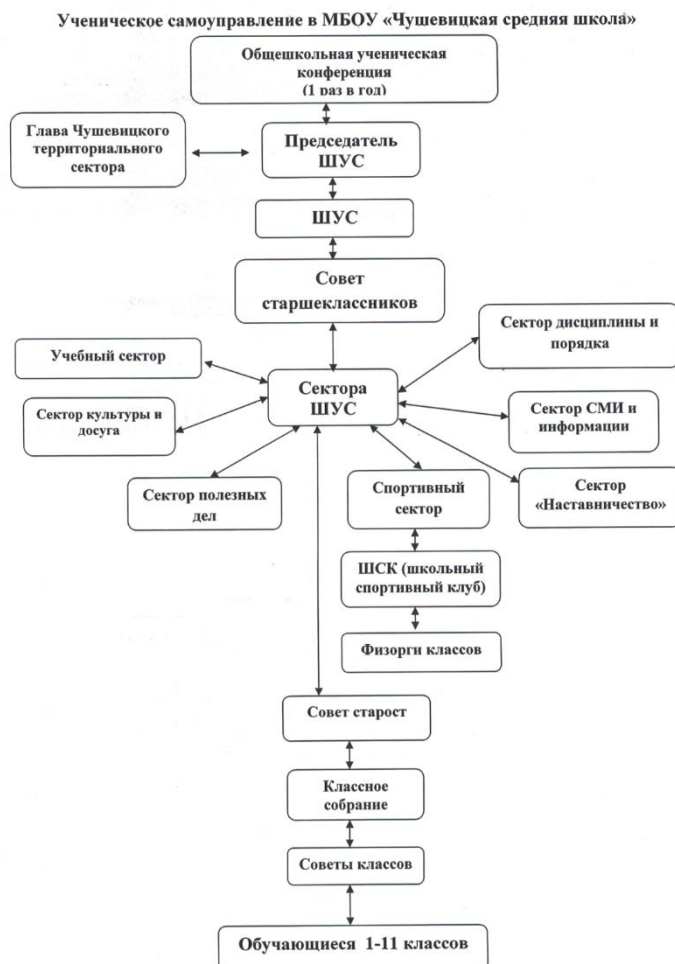 Ученическое самоуправление в МБОУ «Чушевицкая средняя школа»
Общешкольная ученическая
конференция
(1 раз в год)
Глава Чушевицкого
территориального
сектора
Председатель
ШУС
ШУС
Совет
старшеклассников
Сектор дисциплины и
порядка
Учебный сектор
Сектора
ШУС
Сектор культуры и
досуга
Сектор СМИ и
информации
Сектор полезных
дел
Спортивный
сектор
Сектор
«Наставничество»
ШСК (школьный
спортивный клуб)
Физорги классов
Совет старост
Классное
собрание
Советы классов
Обучающиеся 1-11 классов